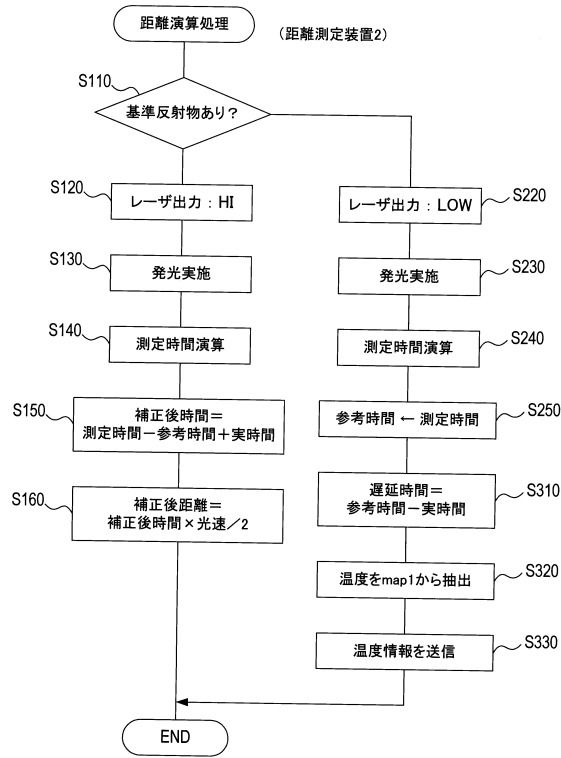 距離演算処理
(距離測定装置2)
S110
基準反射物あり?
S120
レーザ出力:HI
S130
発光実施
S140
測定時間演算
S150
補正後時間=
測定時間-参考時間+実時間
S160
補正後距離=
補正後時間×光速/2
レーザ出力:LOW
S220
発光実施
S230
測定時間演算
S240
参考時間 ← 測定時間
S250
遅延時間=
参考時間-実時間
S310
温度をmap1から抽出
S320
温度情報を送信
S330
END